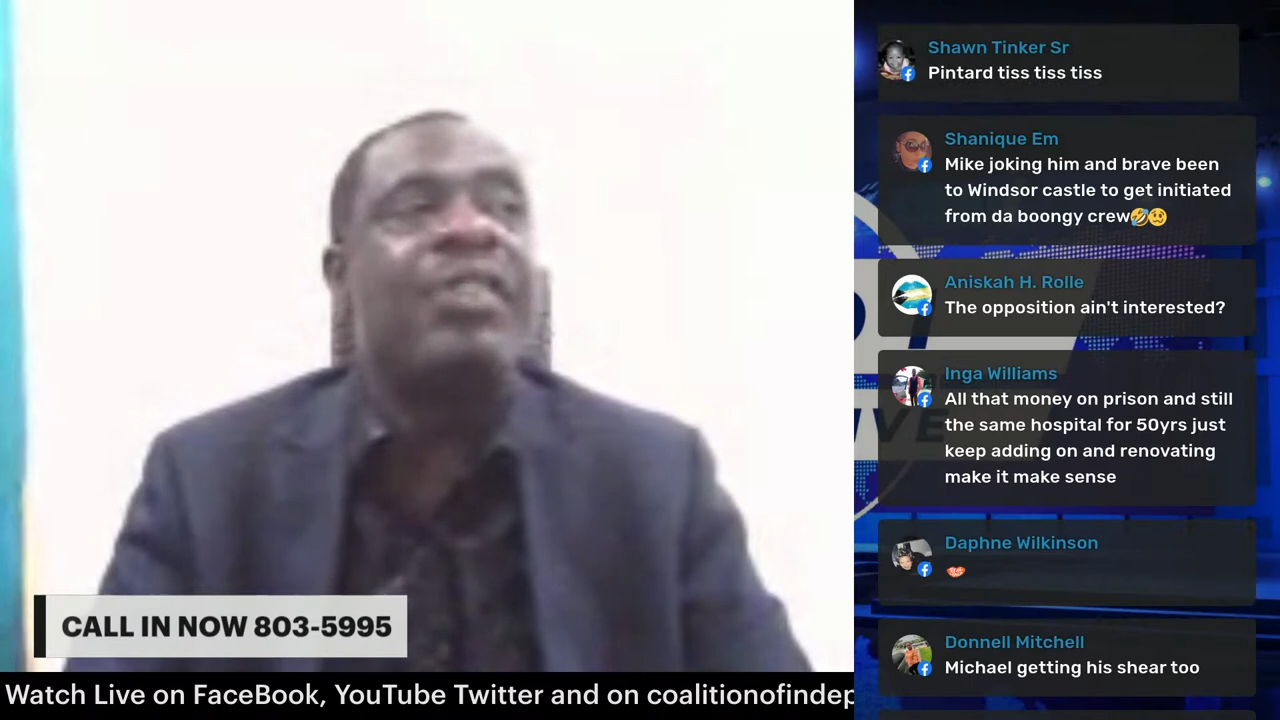 CALL IN NOW 803-5995
Watch Live on FaceBook, YouTube Twitter and on coalitionofindep
Shawn Tinker Sr
Pintard tiss tiss tiss
Shanique Em
Mike joking him and brave been
to Windsor castle to get initiated
from da boongy crew🤣🥴
Aniskah H. Rolle
The opposition ain't interested?
Inga Williams
All that money on prison and still
the same hospital for 50yrs just
keep adding on and renovating
make it make sense
Daphne Wilkinson
🫦
Donnell Mitchell
Michael getting his shear too